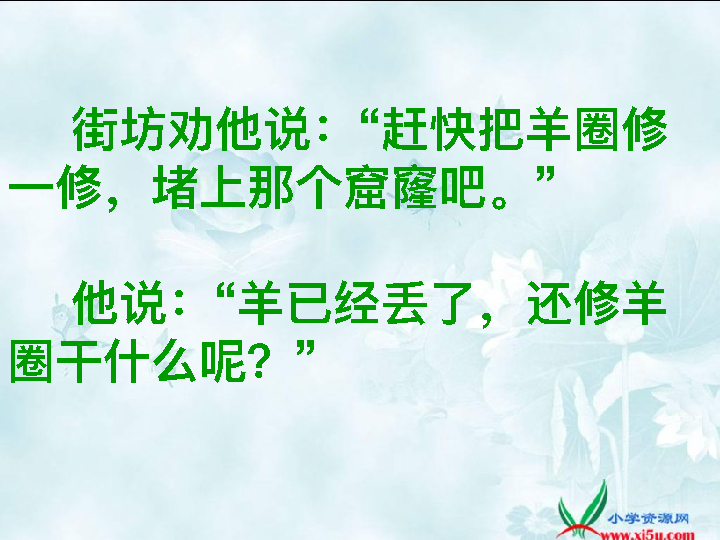 街坊劝他说：“赶快把羊圈修
一修，堵上那个窟窿吧。”
他说：“羊已经丢了，还修羊
圈干什么呢？”
小学资源网
www.xi5u.com